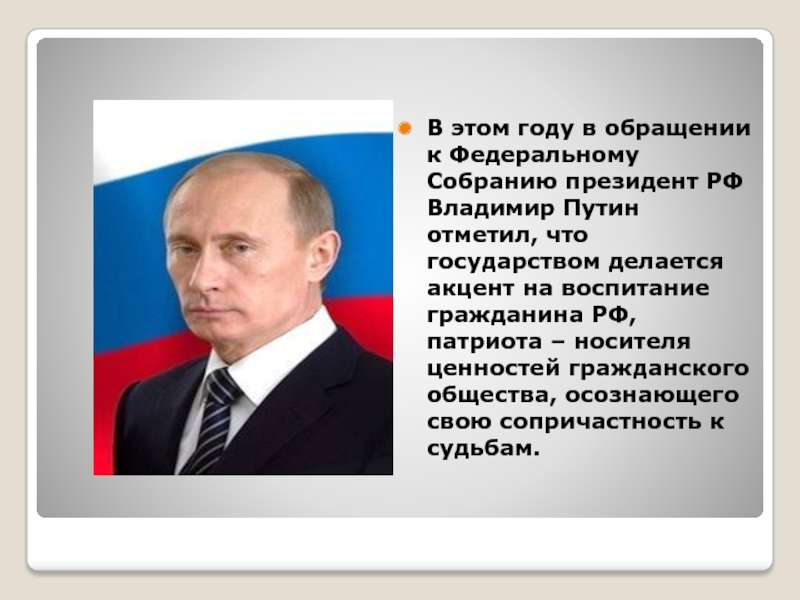 В этом году в обращении
к Федеральному
Собранию президент РФ
Владимир Путин
отметил, что
государством делается
акцент на воспитание
гражданина РФ,
патриота – носителя
ценностей гражданского
общества, осознающего
свою сопричастность к
судьбам.